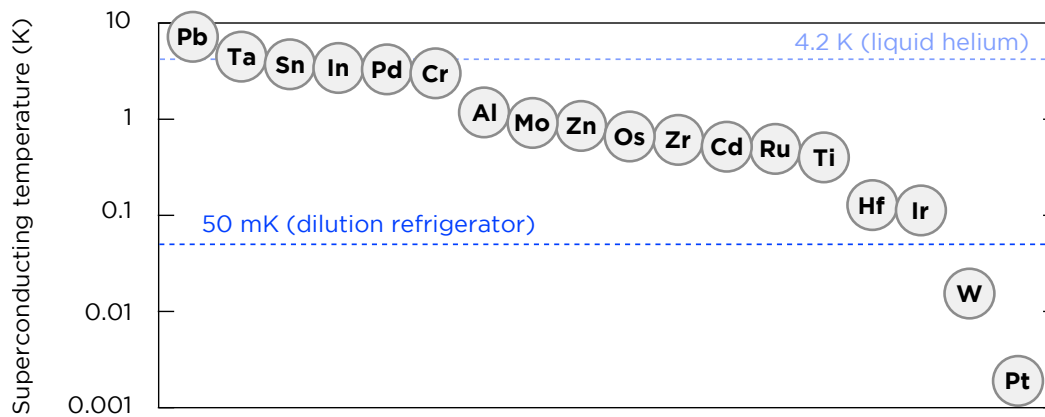 Superconducting temperature (K)
10
1
0.1
0.01
0.001
4.2 K (liquid helium)
50 mK (dilution refrigerator)
Pb
Ta
Sn
In
Pd
Cr
Al
Mo
Zn
Os
Zr
Cd
Ru
Ti
Hf
Ir
W
Pt